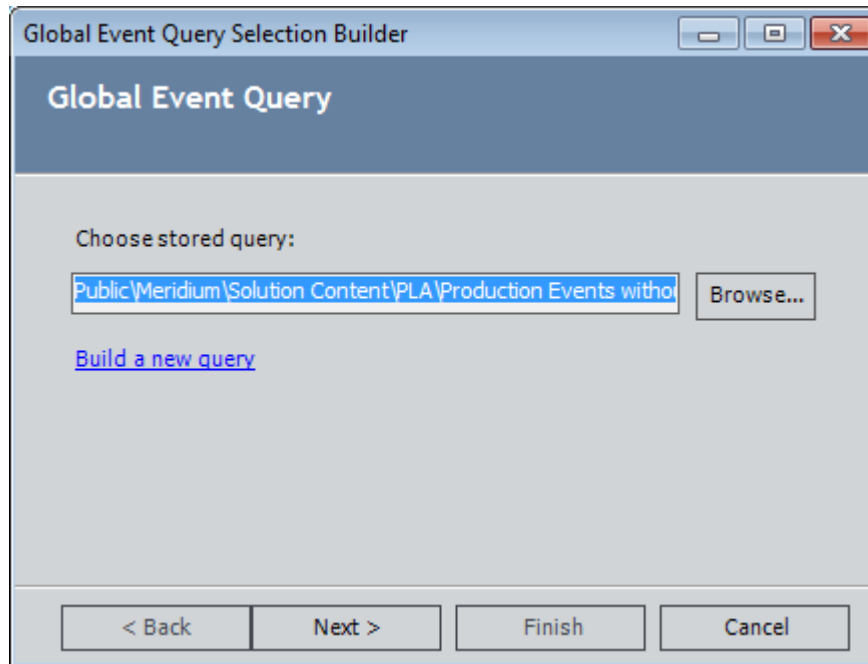 Global Event Query Selection Builder
Global Event Query
Choose stored query:
Public\Meridium\Solution Content\PLA\Production Events
Browse...
Build a new query
< Back Next > Finish Cancel